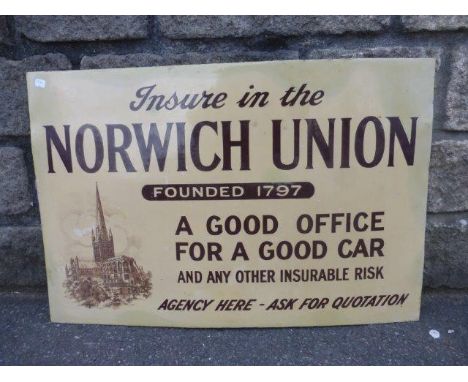 Insure in the
NORWICH UNION
FOUNDED 1797
A GOOD OFFICE
FOR A GOOD CAR
AND ANY OTHER INSURABLE RISK
AGENCY HERE - ASK FOR QUOTATION